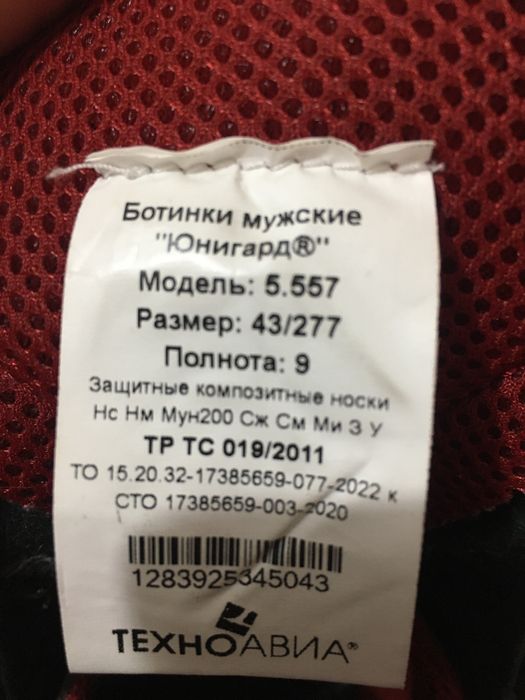 Ботинки мужские
"Юнигард®"
Модель: 5.557
Размер: 43/277
Полнота: 9
Защитные композитные носки
Нс Нм Мун200 Сж См Ми З У
ТР ТС 019/2011
ТО 15.20.32-17385659-077-2022 к
СТО 17385659-003-2020
1283925345043
ТЕХНОАВИА®